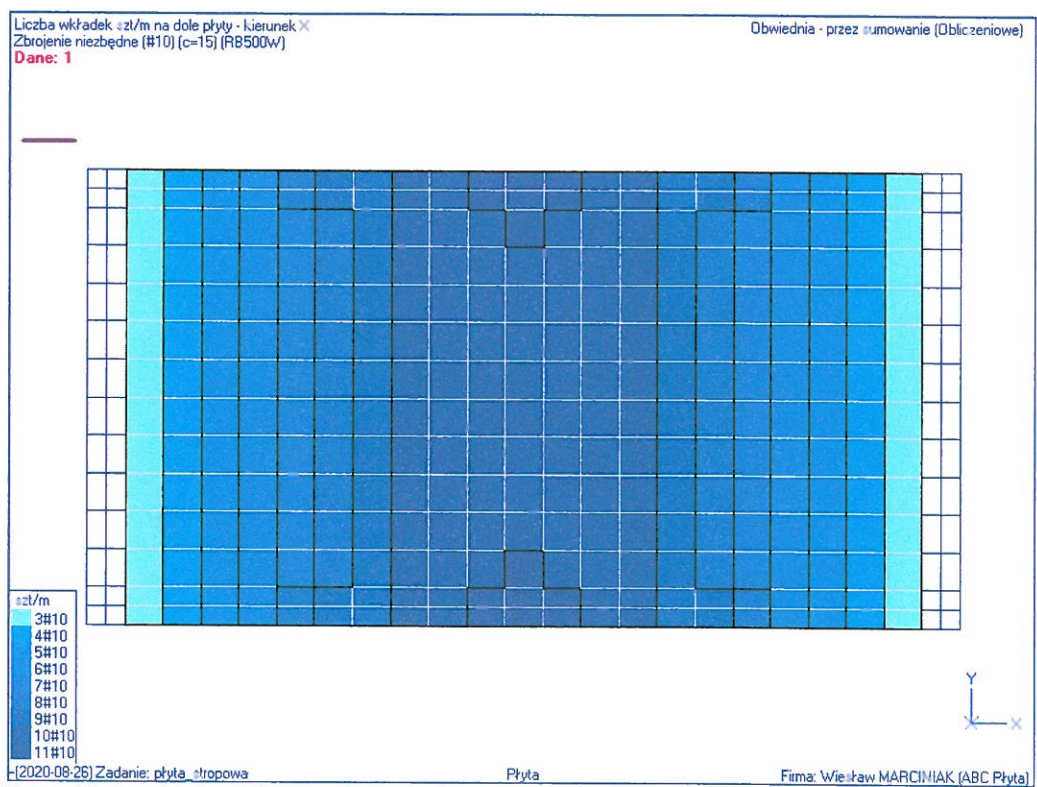 Liczba wkładek szt/m na dole płyty - kierunek X
Zbrojenie niezbędne (#10) (c=15) (RB500W)
Dane: 1
Obwiednia - przez sumowanie (Obliczeniowe)
szt/m
3#10
4#10
5#10
6#10
7#10
8#10
9#10
10#10
11#10
Y
X
(2020-08-26) Zadanie: płyta_stropowa
Płyta
Firma: Wiesław MARCINIAK (ABC Płyta)